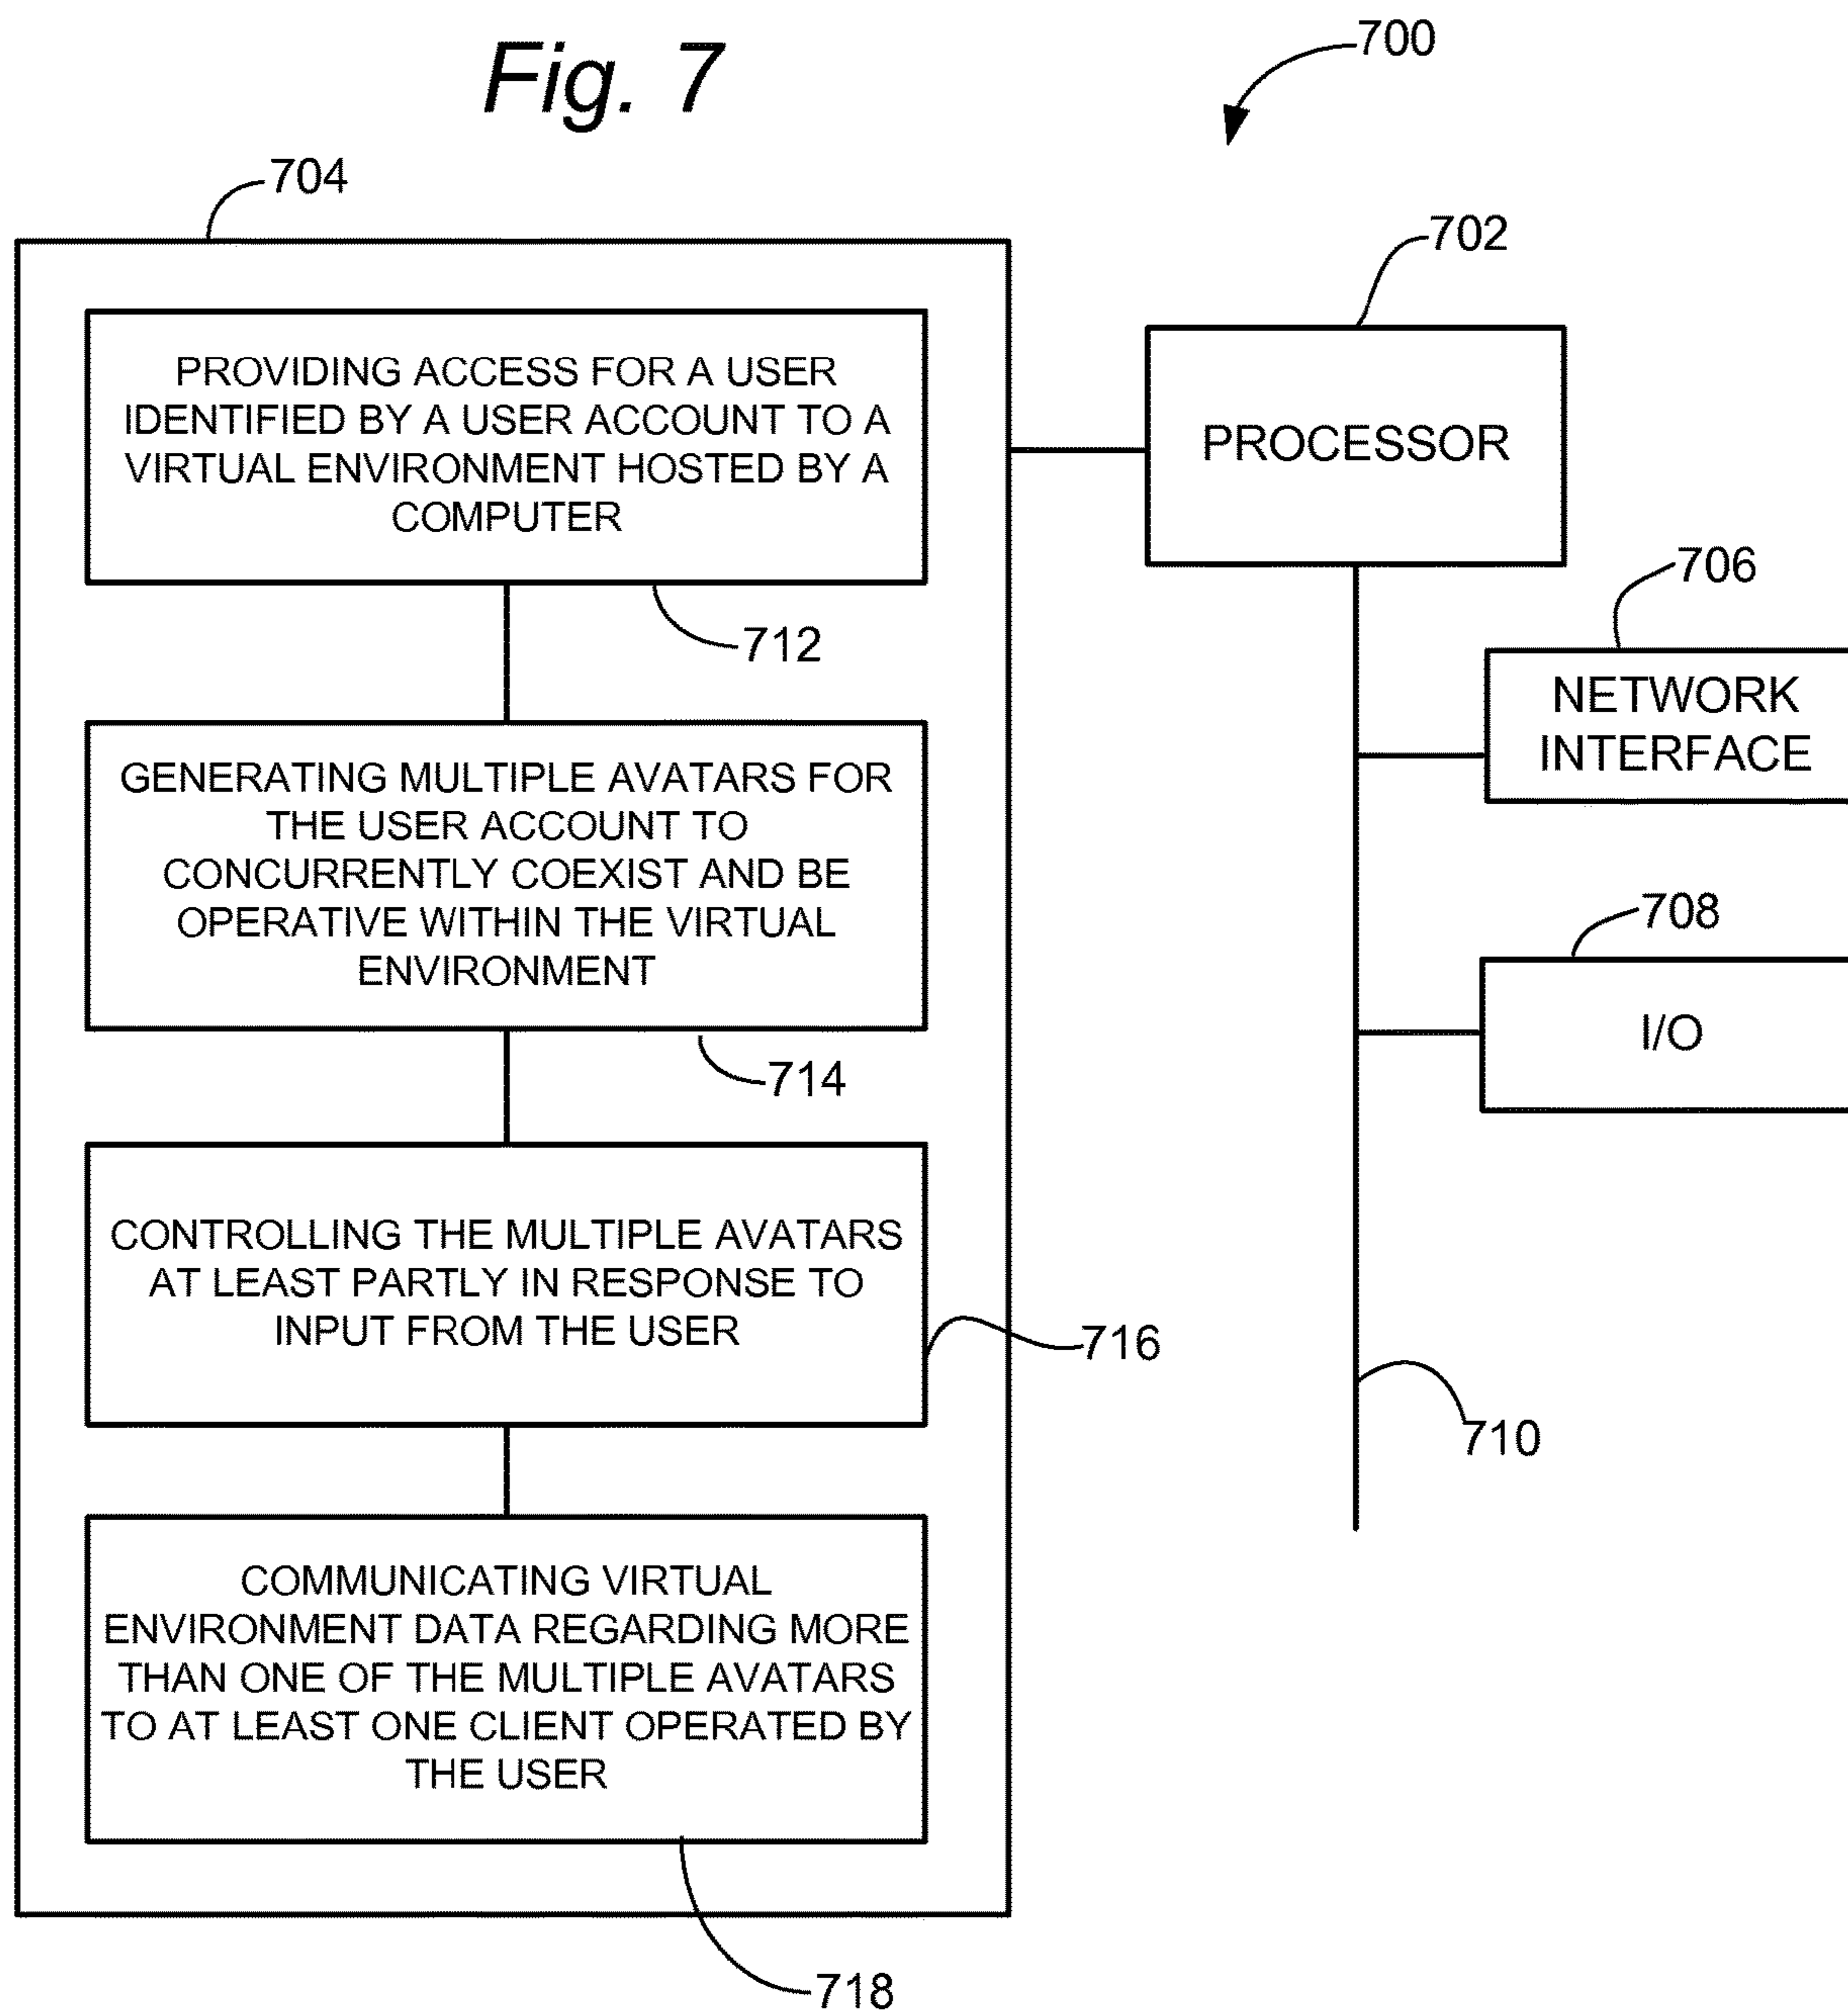 Fig. 7
700
704
702
PROVIDING ACCESS FOR A USER
IDENTIFIED BY A USER ACCOUNT TO A
VIRTUAL ENVIRONMENT HOSTED BY A
COMPUTER
PROCESSOR
706
712
NETWORK
INTERFACE
GENERATING MULTIPLE AVATARS FOR
THE USER ACCOUNT TO
CONCURRENTLY COEXIST AND BE
OPERATIVE WITHIN THE VIRTUAL
ENVIRONMENT
708
I/O
714
CONTROLLING THE MULTIPLE AVATARS
AT LEAST PARTLY IN RESPONSE TO
INPUT FROM THE USER
716
710
COMMUNICATING VIRTUAL
ENVIRONMENT DATA REGARDING MORE
THAN ONE OF THE MULTIPLE AVATARS
TO AT LEAST ONE CLIENT OPERATED BY
THE USER
718